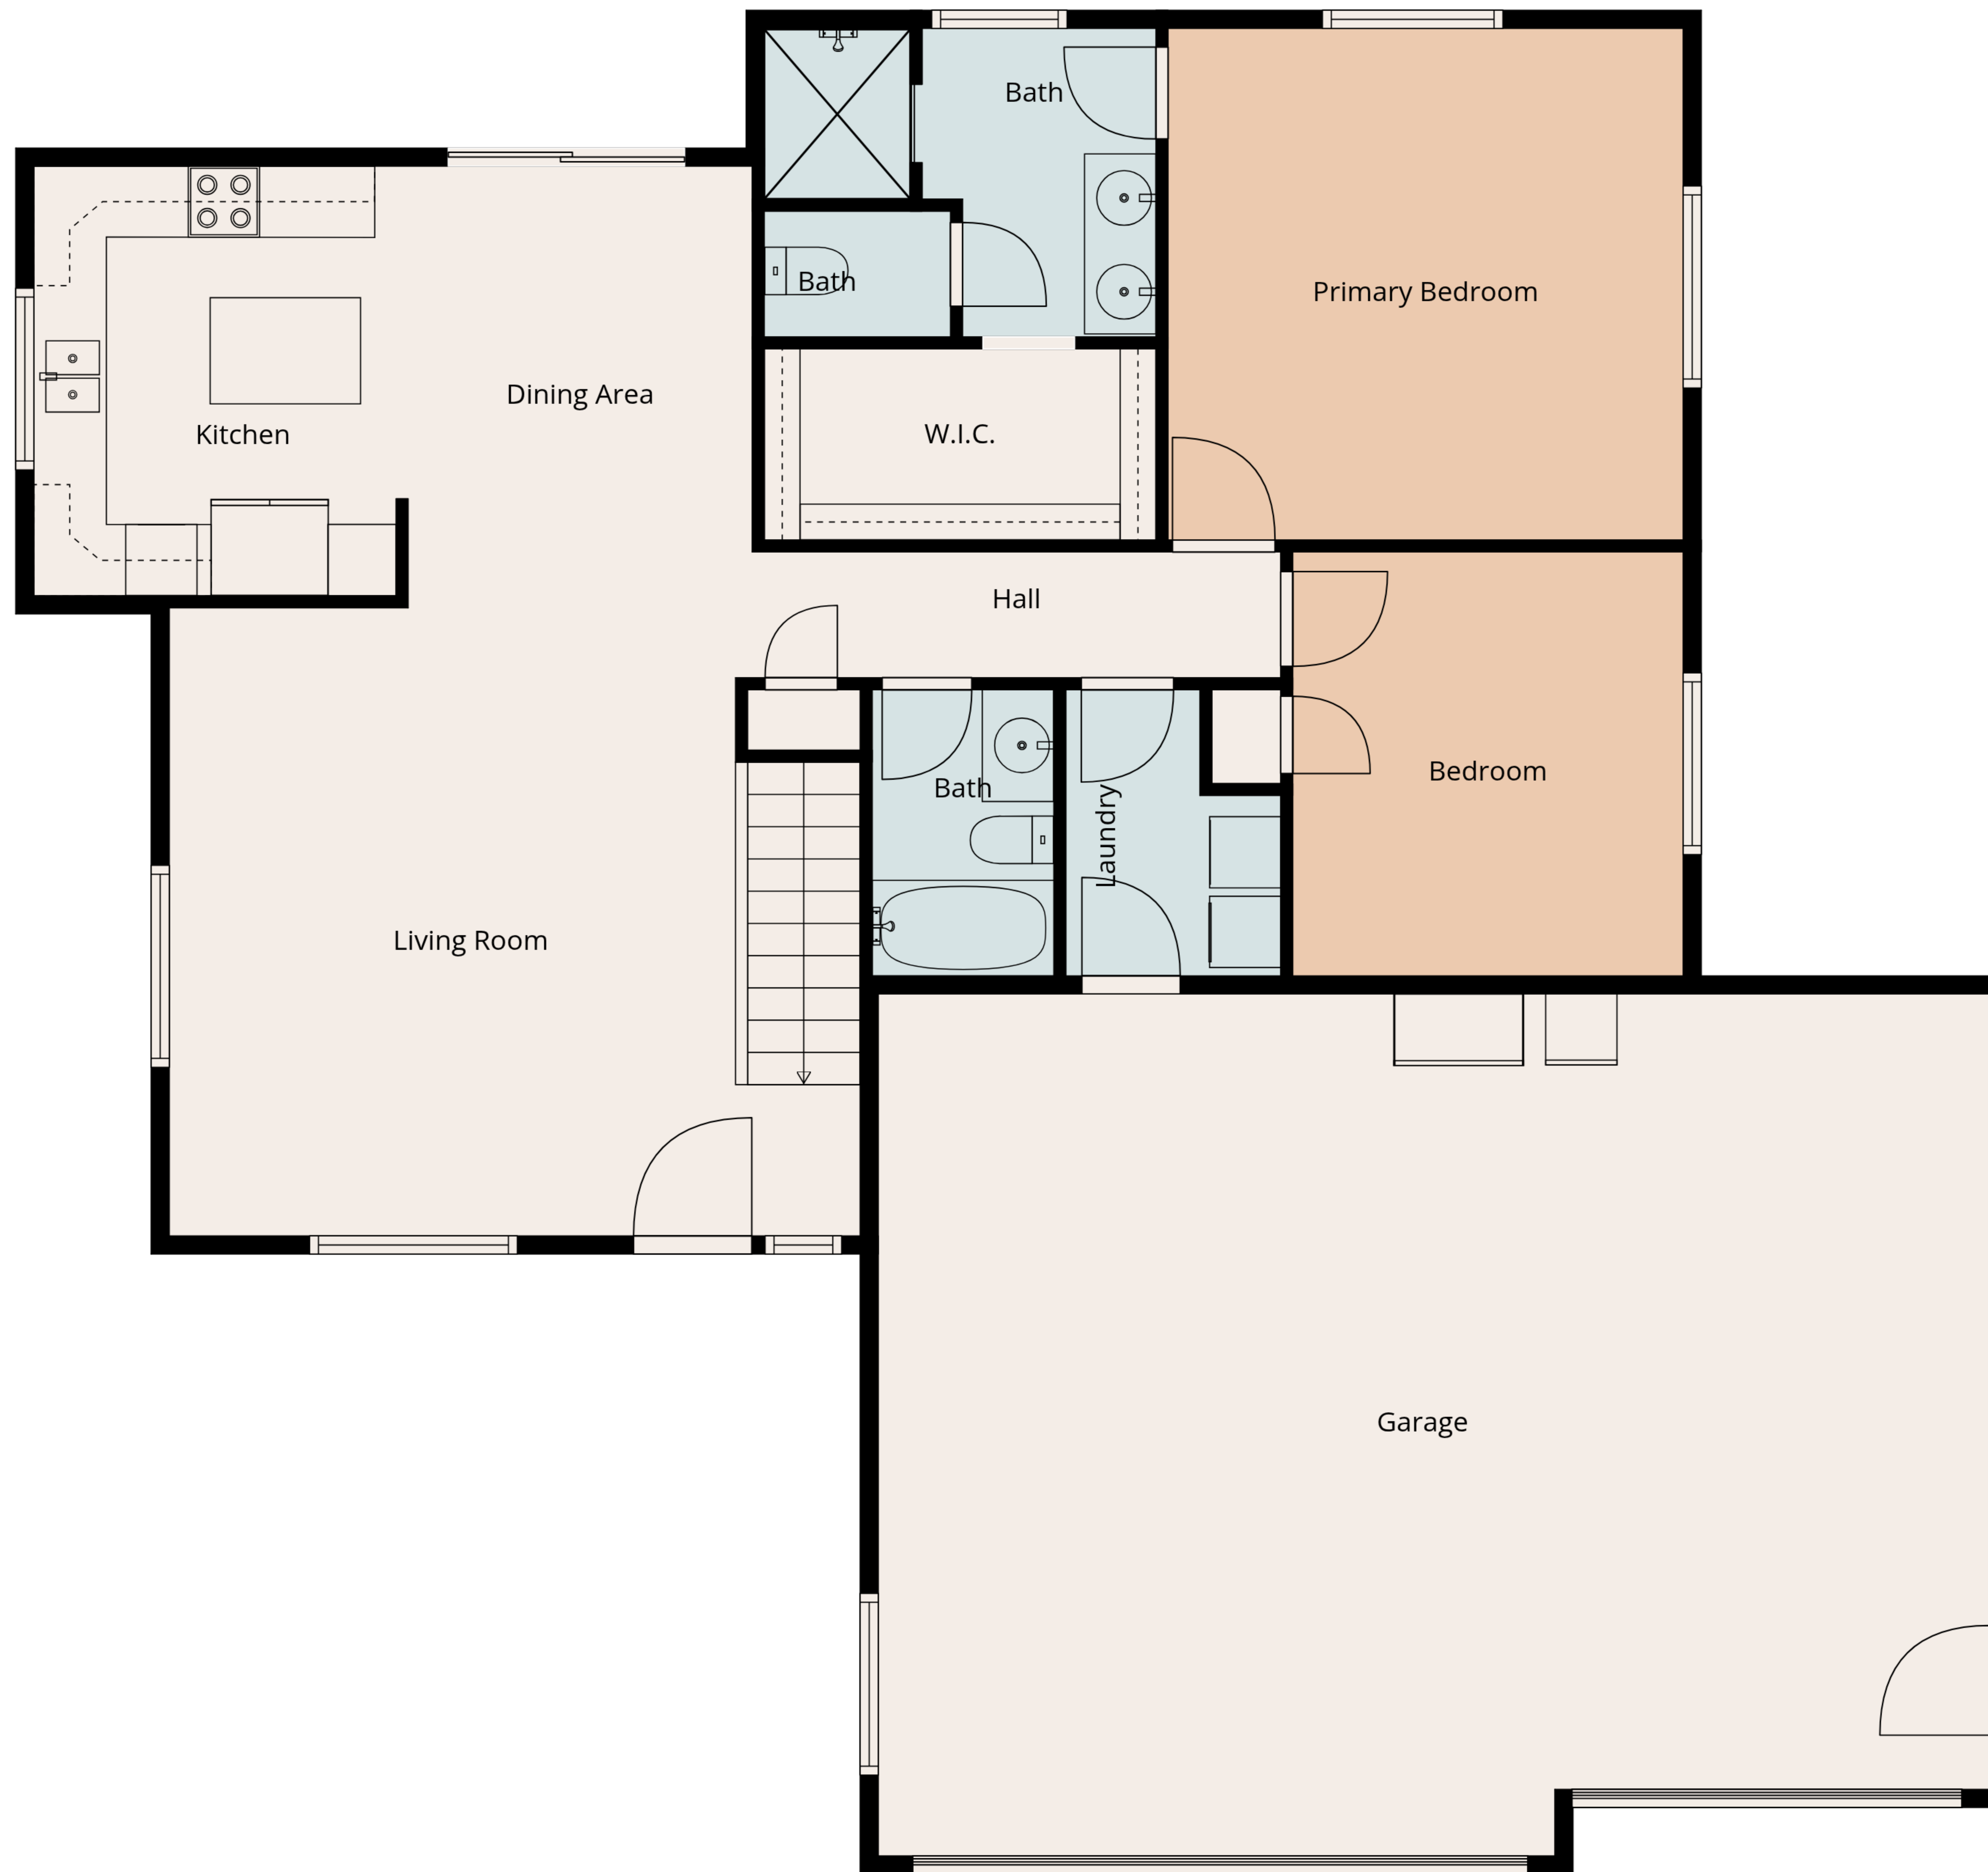 Bath
Bath
Primary Bedroom
Dining Area
Kitchen
W.I.C.
Hall
Bedroom
Bath
Laundry
Living Room
Garage